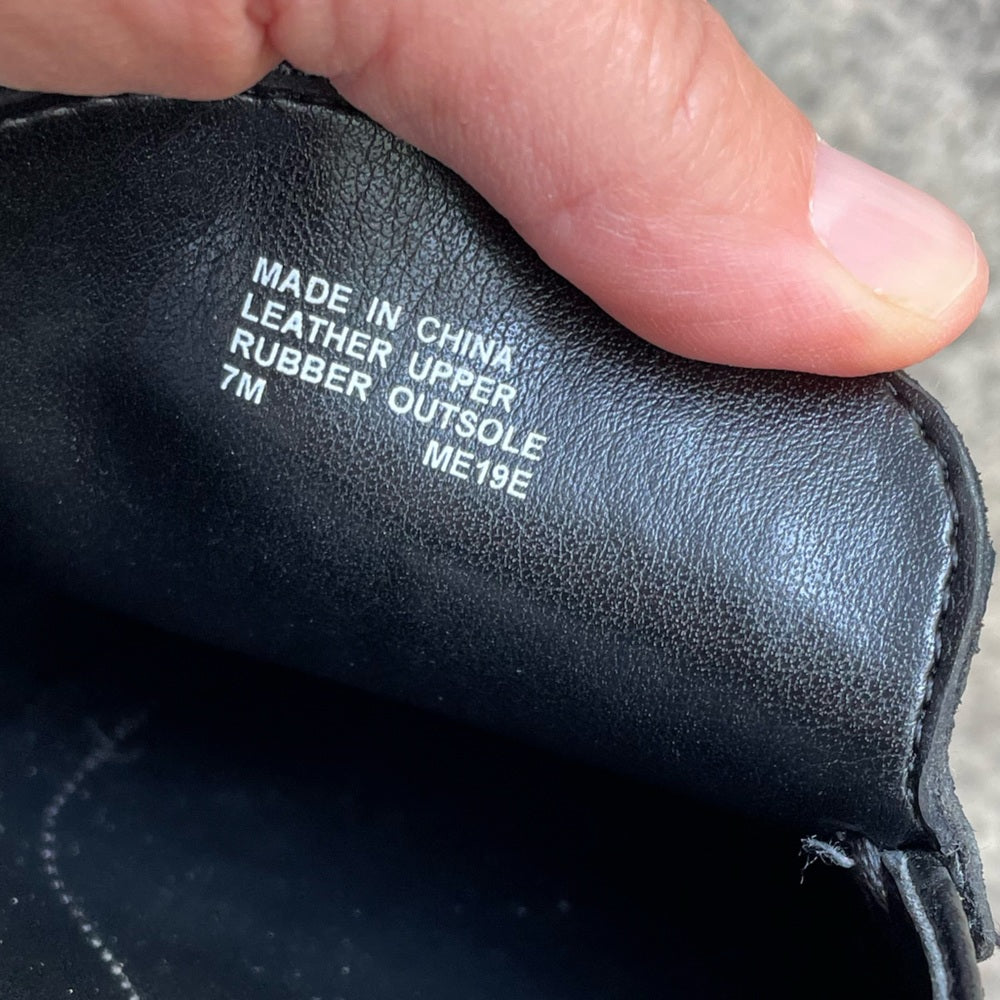 MADE IN CHINA
LEATHER UPPER
RUBBER OUTSOLE
7M
ME19E